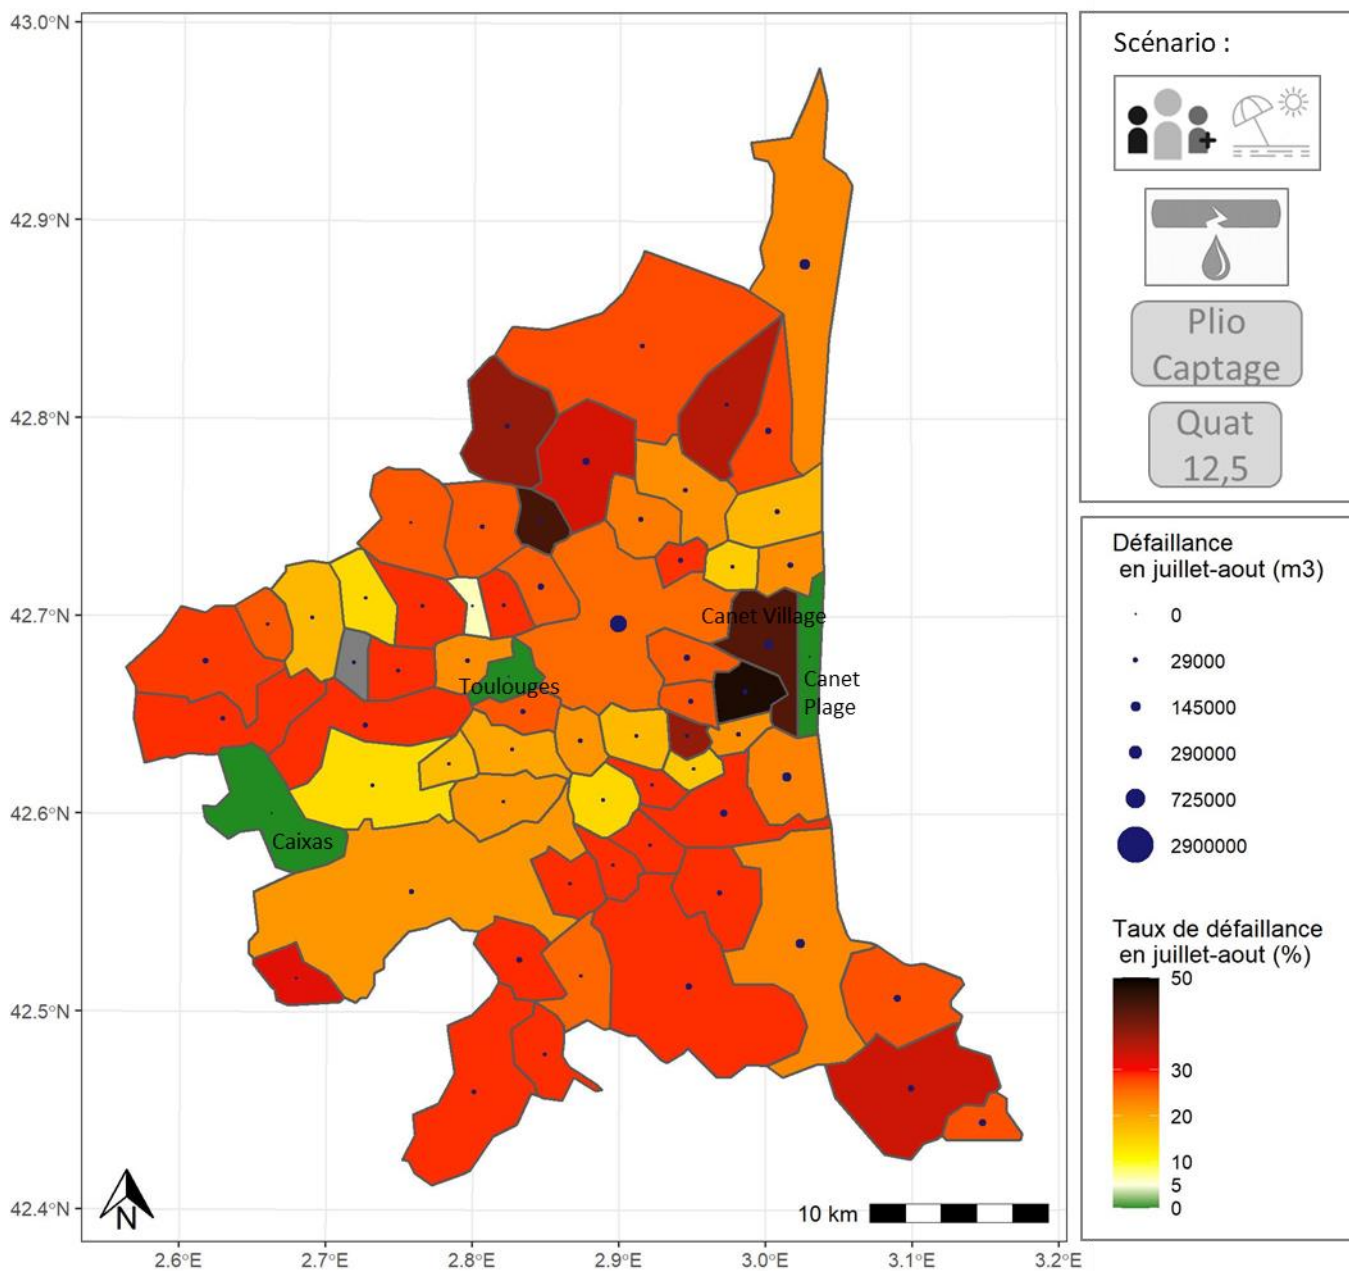 43.0°N
42.9°N
42.8°N
42.7°N
42.6°N
42.5°N
42.4°N
2.6°E
2.7°E
2.8°E
2.9°E
3.0°E
3.1°E
3.2°E
Canet Village
Toulouges
Canet
Plage
Caixas
N
10 km
Scénario :
Plio
Captage
Quat
12,5
Défaillance
en juillet-aout (m3)
0
29000
145000
290000
725000
2900000
Taux de défaillance
en juillet-aout (%)
50
30
20
10
5
0